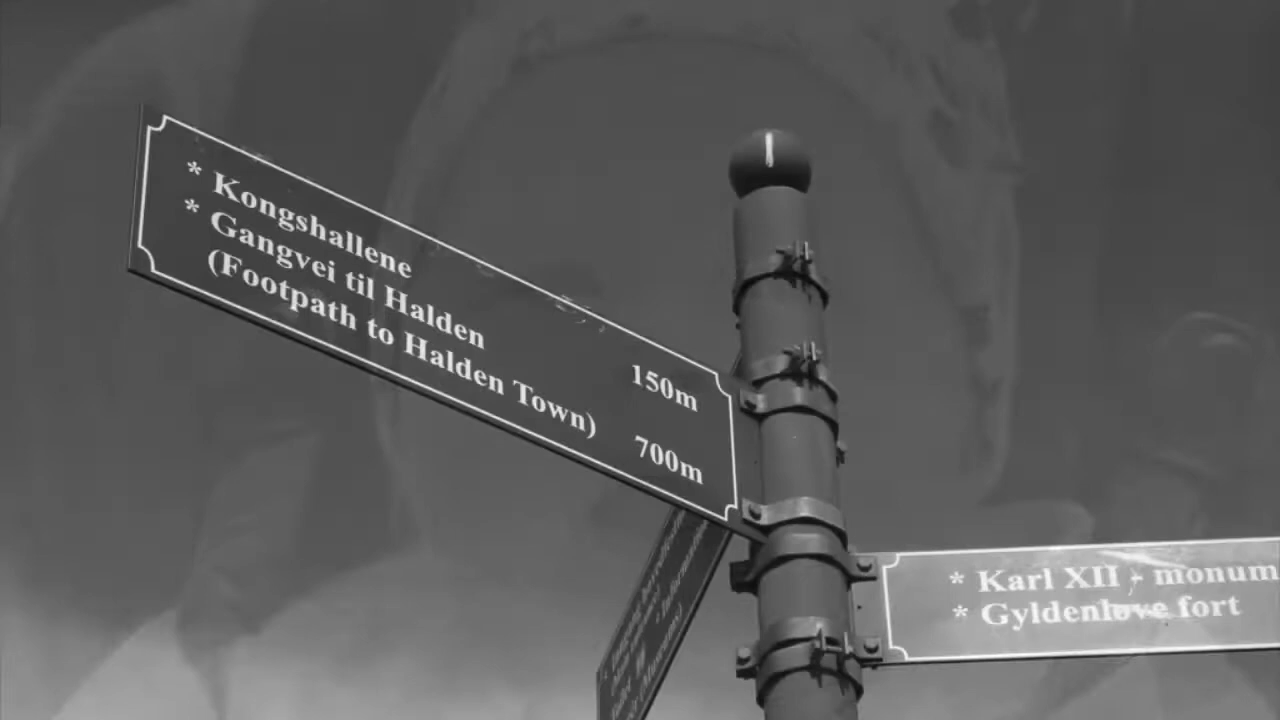 * Kongshallene
* Gangvei til Halden
(Footpath to Halden Town)
150m
700m
* Karl XII - monum
* Gyldenløve fort